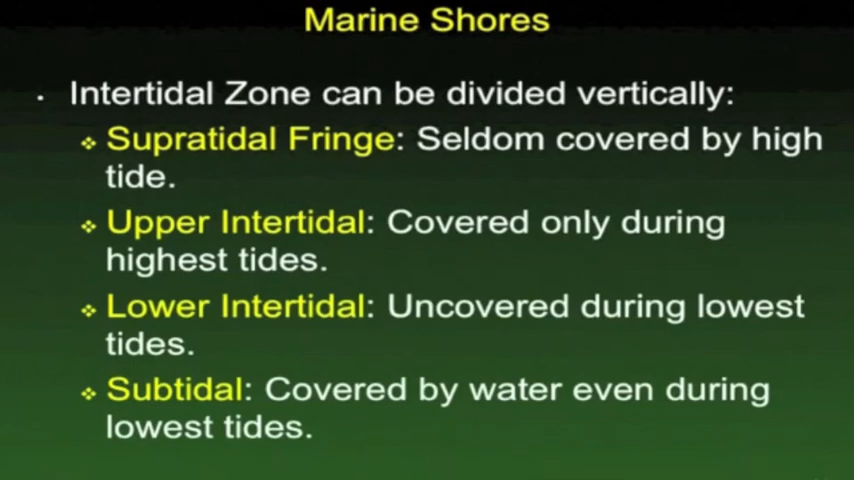 Marine Shores
· Intertidal Zone can be divided vertically:
❖ Supratidal Fringe: Seldom covered by high
tide.
❖ Upper Intertidal: Covered only during
highest tides.
❖ Lower Intertidal: Uncovered during lowest
tides.
❖ Subtidal: Covered by water even during
lowest tides.